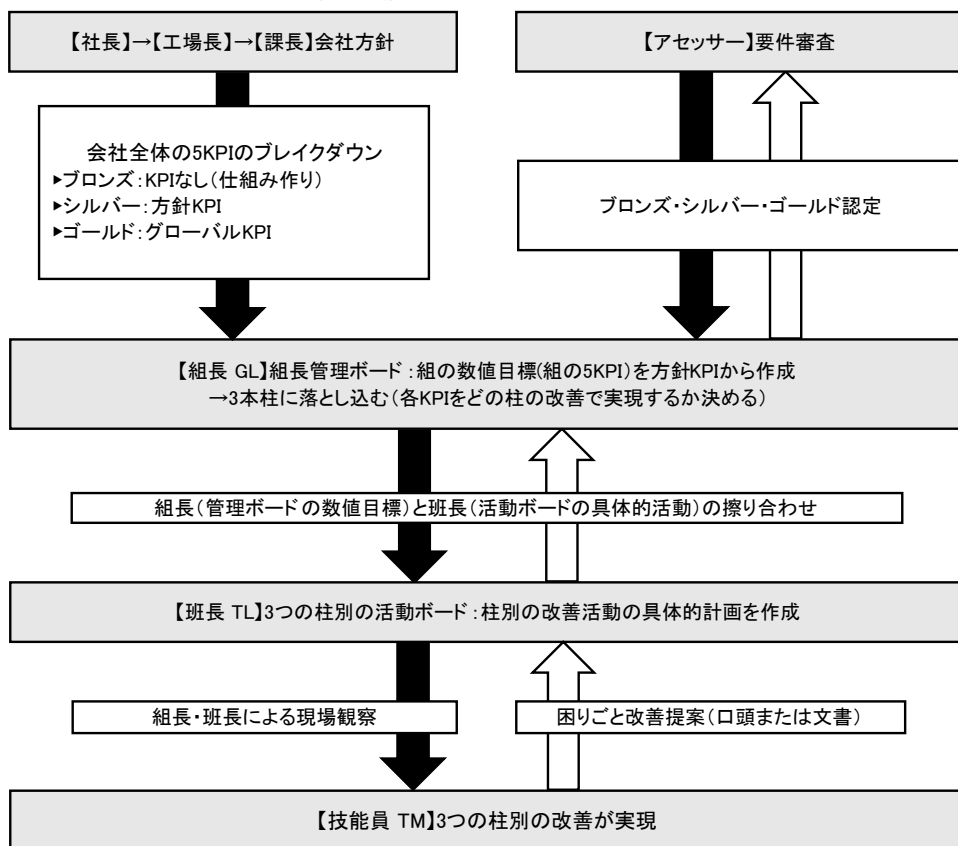 【社長】→【工場長】→【課長】会社方針
【アセッサー】要件審査
会社全体の5KPIのブレイクダウン
▶ブロンズ：KPIなし（仕組み作り）
▶シルバー：方針KPI
▶ゴールド：グローバルKPI
ブロンズ・シルバー・ゴールド認定
【組長 GL】組長管理ボード：組の数値目標(組の5KPI)を方針KPIから作成
→3本柱に落とし込む（各KPIをどの柱の改善で実現するか決める）
組長（管理ボードの数値目標）と班長（活動ボードの具体的活動）の擦り合わせ
【班長 TL】3つの柱別の活動ボード：柱別の改善活動の具体的計画を作成
組長・班長による現場観察
困りごと改善提案（口頭または文書）
【技能員 TM】3つの柱別の改善が実現